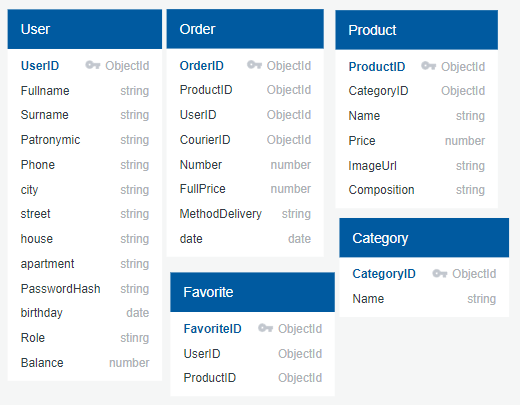 User
UserID ObjectId
Fullname string
Surname string
Patronymic string
Phone string
city string
street string
house string
apartment string
PasswordHash string
birthday date
Role stinrg
Balance number
Order
OrderID ObjectId
ProductID ObjectId
UserID ObjectId
CourierID ObjectId
Number number
FullPrice number
MethodDelivery string
date date
Favorite
FavoriteID ObjectId
UserID ObjectId
ProductID ObjectId
Product
ProductID ObjectId
CategoryID ObjectId
Name string
Price number
ImageUrl string
Composition string
Category
CategoryID ObjectId
Name string